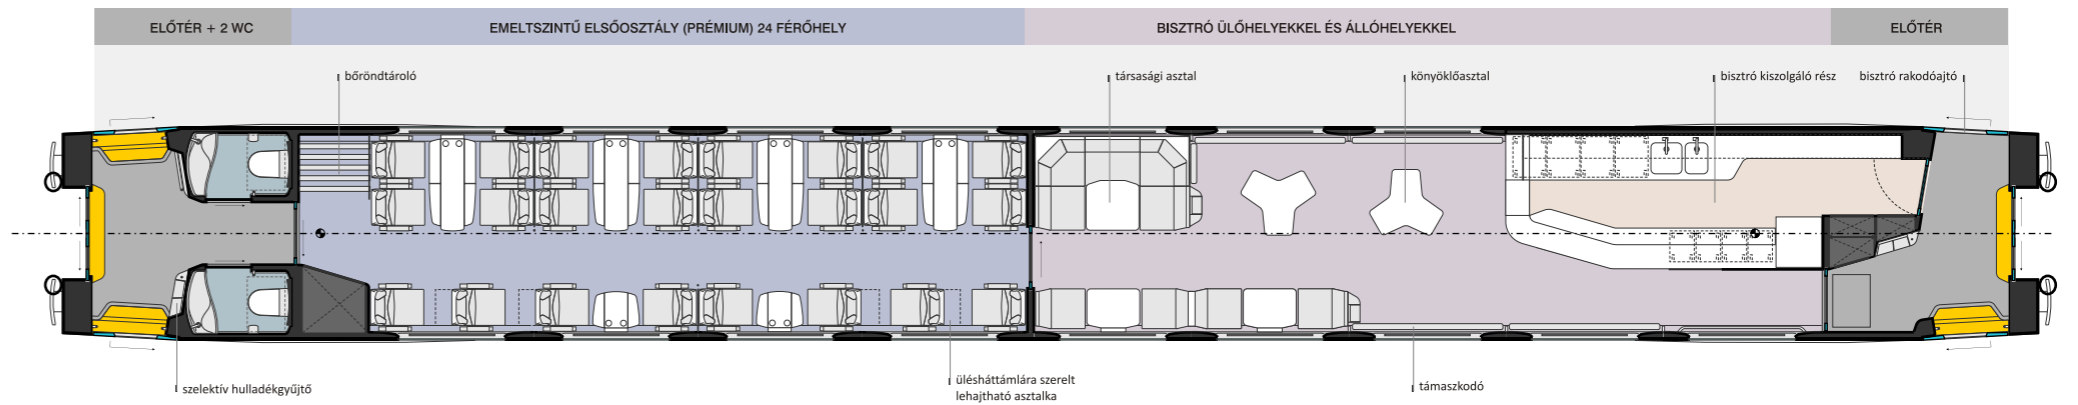 ELŐTÉR + 2 WC
EMELTSZINTŰ ELSŐOSZTÁLY (PRÉMIUM) 24 FÉRŐHELY
BISZTRÓ ÜLŐHELYEKKEL ÉS ÁLLÓHELYEKKEL
ELŐTÉR
bőröndtároló
társasági asztal
könyöklőasztal
bisztró kiszolgáló rész
bisztró rakodóajtó
szelektív hulladékgyűjtő
ülésháttámlára szerelt
lehajtható asztalka
támaszkodó